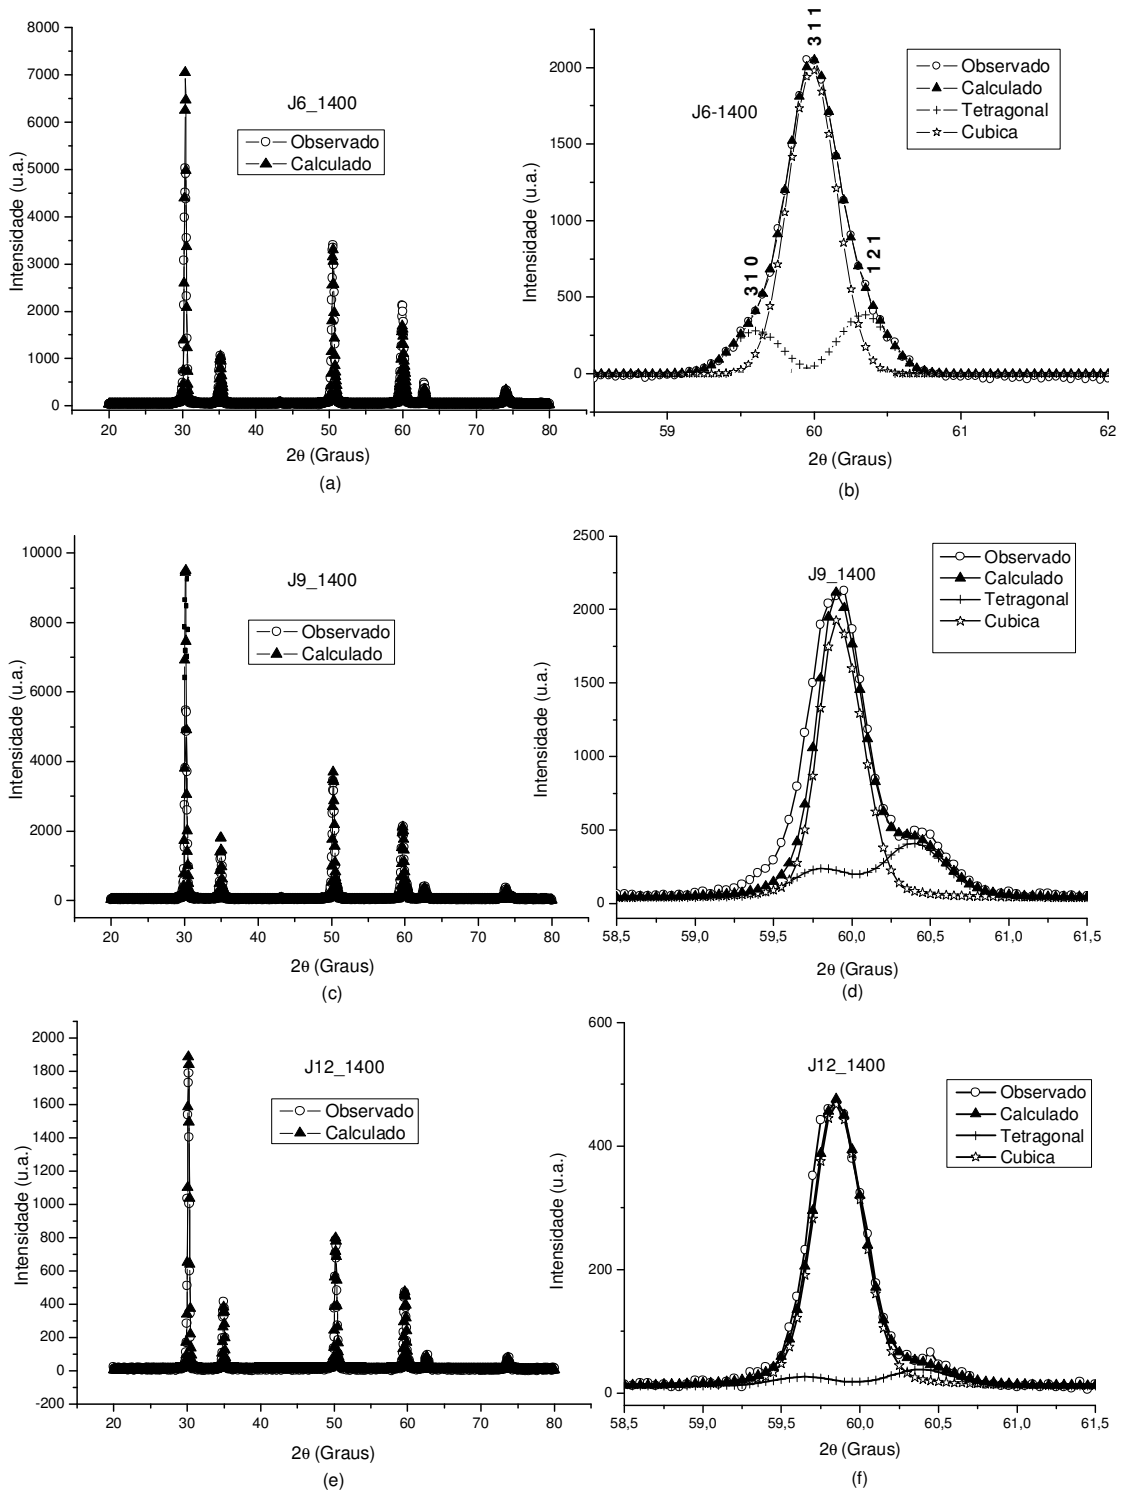 8000
7000
6000
5000
4000
3000
2000
1000
0
20 30 40 50 60 70 80
Intensidade (u.a.)
2θ (Graus)
J6_1400
Observado
Calculado
(a)
2000
1500
1000
500
0
59 60 61 62
Intensidade (u.a.)
2θ (Graus)
J6-1400
3 1 0
3 1 1
1 2 1
Observado
Calculado
Tetragonal
Cubica
(b)
10000
8000
6000
4000
2000
0
20 30 40 50 60 70 80
Intensidade (u.a.)
2θ (Graus)
J9_1400
Observado
Calculado
(c)
2500
2000
1500
1000
500
0
58,5 59,0 59,5 60,0 60,5 61,0 61,5
Intensidade (u.a.)
2θ (Graus)
J9_1400
Observado
Calculado
Tetragonal
Cubica
(d)
2000
1800
1600
1400
1200
1000
800
600
400
200
0
-200
20 30 40 50 60 70 80
Intensidade (u.a.)
2θ (Graus)
J12_1400
Observado
Calculado
(e)
600
400
200
0
58,5 59,0 59,5 60,0 60,5 61,0 61,5
Intensidade (u.a.)
2θ (Graus)
J12_1400
Observado
Calculado
Tetragonal
Cubica
(f)